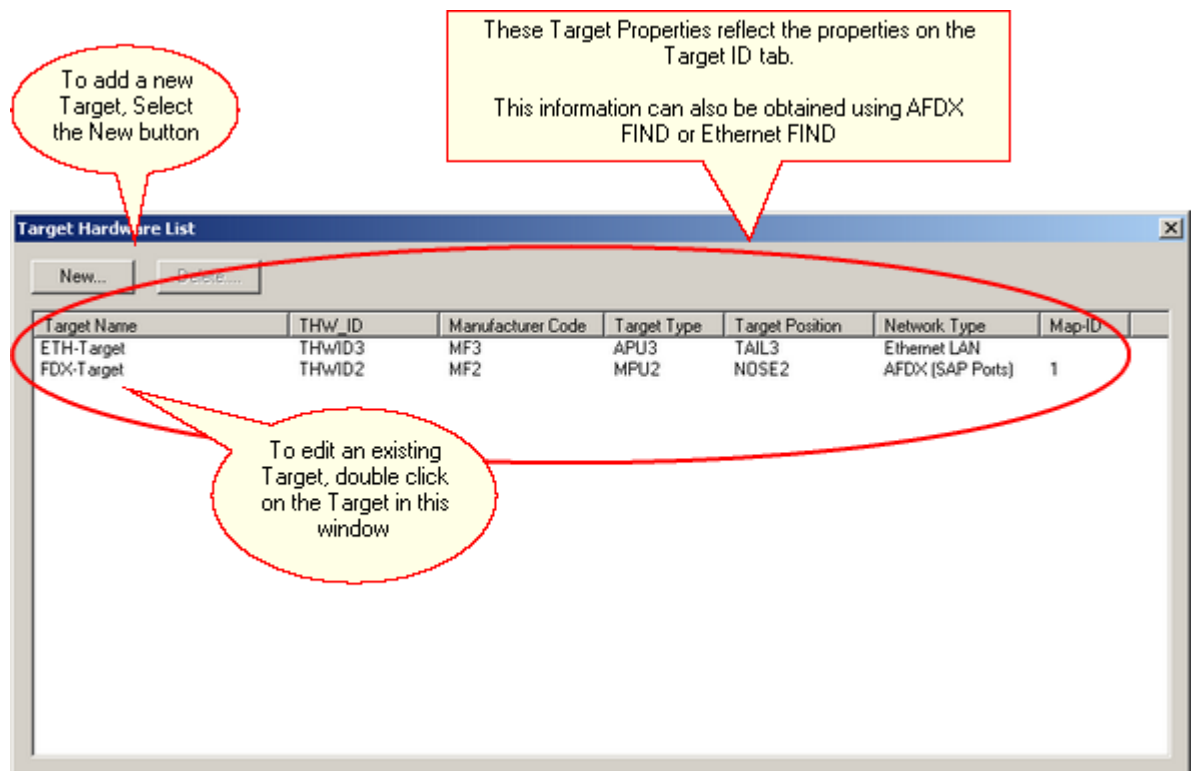 These Target Properties reflect the properties on the
Target ID tab.
This information can also be obtained using AFDX
FIND or Ethernet FIND
To add a new
Target, Select
the New button
Target Hardware List
New... Delete...
Target Name THW_ID Manufacturer Code Target Type Target Position Network Type Map-ID
ETH-Target THWID3 MF3 APU3 TAIL3 Ethernet LAN
FDX-Target THWID2 MF2 MPU2 NOSE2 AFDX (SAP Ports) 1
To edit an existing
Target, double click
on the Target in this
window